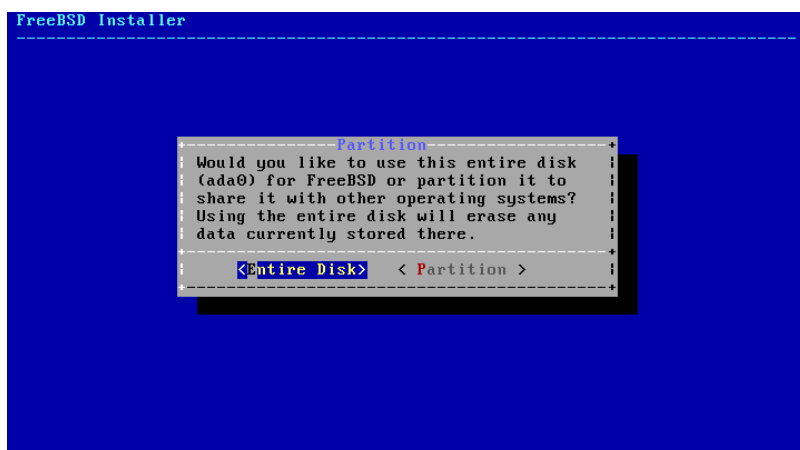 FreeBSD Installer
Partition
Would you like to use this entire disk
(ada0) for FreeBSD or partition it to
share it with other operating systems?
Using the entire disk will erase any
data currently stored there.
<Entire Disk> < Partition >